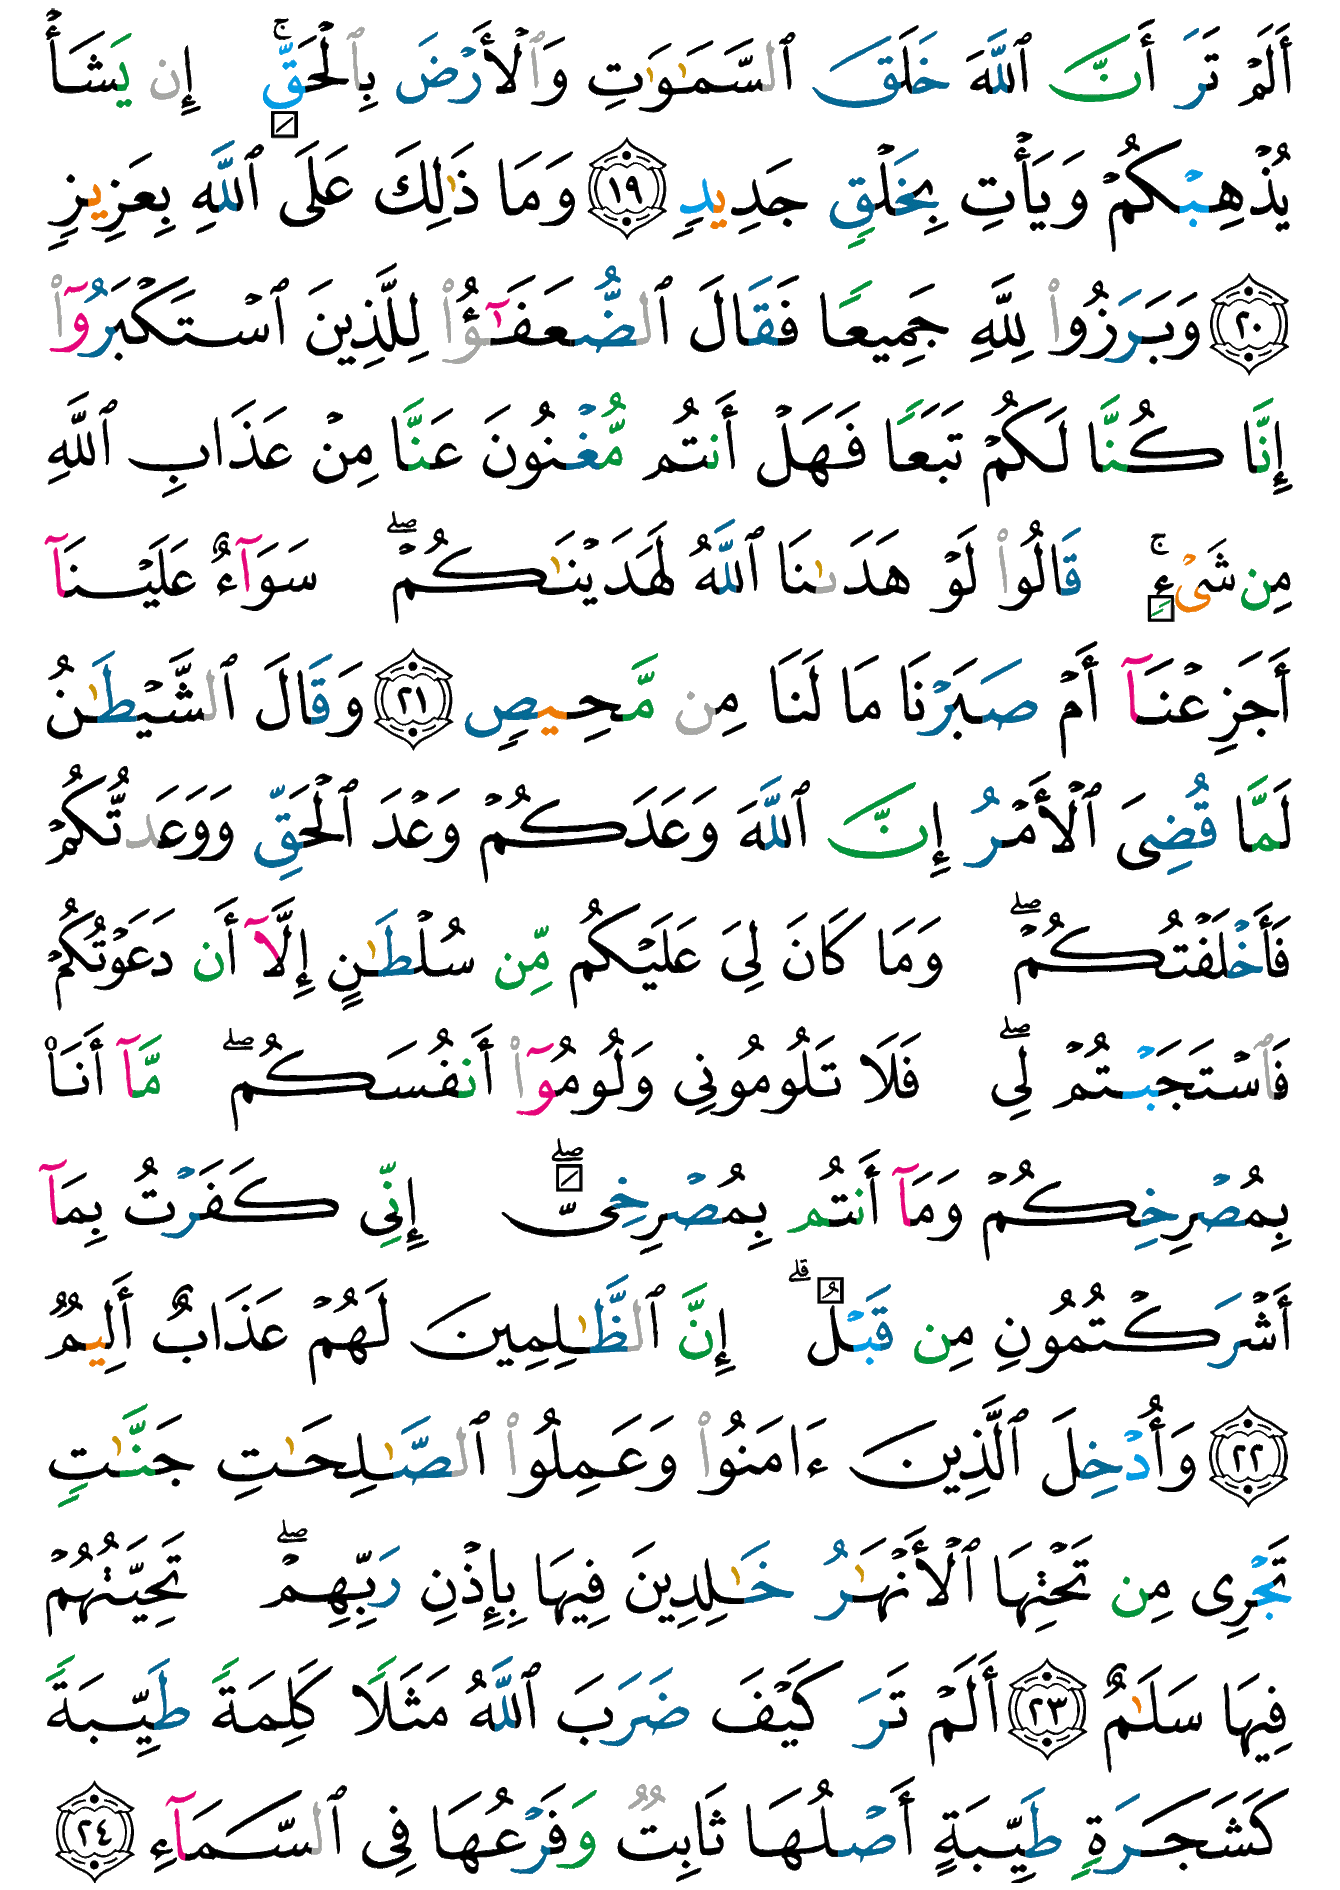 أَلَمْ تَرَ أَنَّ ٱللَّهَ خَلَقَ ٱلسَّمَٰوَٰتِ وَٱلْأَرْضَ بِٱلْحَقِّ ۚ إِن يَشَأْ
يُذْهِبْكُمْ وَيَأْتِ بِخَلْقٍ جَدِيدٍ ١٩ وَمَا ذَٰلِكَ عَلَى ٱللَّهِ بِعَزِيزٍ
٢٠ وَبَرَزُوا۟ لِلَّهِ جَمِيعًا فَقَالَ ٱلضُّعَفَٰٓؤُا۟ لِلَّذِينَ ٱسْتَكْبَرُوٓا۟
إِنَّا كُنَّا لَكُمْ تَبَعًا فَهَلْ أَنتُم مُّغْنُونَ عَنَّا مِنْ عَذَابِ ٱللَّهِ
مِن شَىْءٍ ۚ قَالُوا۟ لَوْ هَدَىٰنَا ٱللَّهُ لَهَدَيْنَٰكُمْ ۖ سَوَآءٌ عَلَيْنَآ
أَجَزِعْنَآ أَمْ صَبَرْنَا مَا لَنَا مِن مَّحِيصٍ ٢١ وَقَالَ ٱلشَّيْطَٰنُ
لَمَّا قُضِىَ ٱلْأَمْرُ إِنَّ ٱللَّهَ وَعَدَكُمْ وَعْدَ ٱلْحَقِّ وَوَعَدتُّكُمْ
فَأَخْلَفْتُكُمْ ۖ وَمَا كَانَ لِىَ عَلَيْكُم مِّن سُلْطَٰنٍ إِلَّآ أَن دَعَوْتُكُمْ
فَٱسْتَجَبْتُمْ لِى ۖ فَلَا تَلُومُونِى وَلُومُوٓا۟ أَنفُسَكُم ۖ مَّآ أَنَا۠
بِمُصْرِخِكُمْ وَمَآ أَنتُم بِمُصْرِخِىَّ ۖ إِنِّى كَفَرْتُ بِمَآ
أَشْرَكْتُمُونِ مِن قَبْلُ ۗ إِنَّ ٱلظَّٰلِمِينَ لَهُمْ عَذَابٌ أَلِيمٌ
٢٢ وَأُدْخِلَ ٱلَّذِينَ ءَامَنُوا۟ وَعَمِلُوا۟ ٱلصَّٰلِحَٰتِ جَنَّٰتٍ
تَجْرِى مِن تَحْتِهَا ٱلْأَنْهَٰرُ خَٰلِدِينَ فِيهَا بِإِذْنِ رَبِّهِمْ ۖ تَحِيَّتُهُمْ
فِيهَا سَلَٰمٌ ٢٣ أَلَمْ تَرَ كَيْفَ ضَرَبَ ٱللَّهُ مَثَلًا كَلِمَةً طَيِّبَةً
كَشَجَرَةٍ طَيِّبَةٍ أَصْلُهَا ثَابِتٌ وَفَرْعُهَا فِى ٱلسَّمَآءِ ٢٤